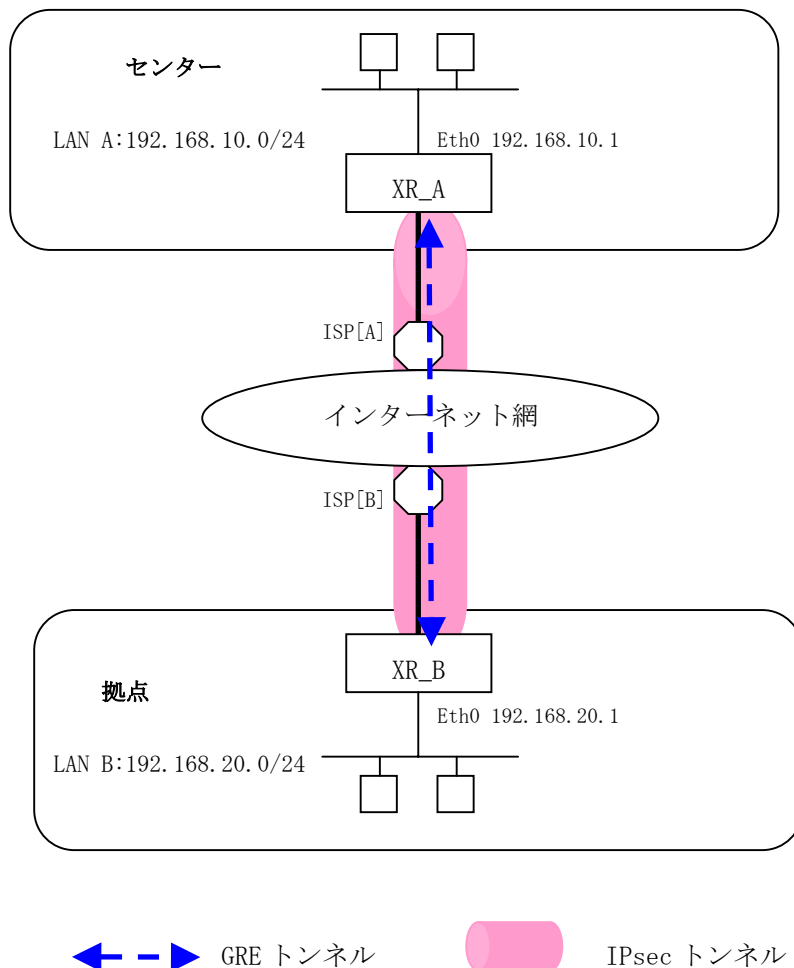 センター
LAN A:192.168.10.0/24
Eth0 192.168.10.1
XR_A
ISP[A]
インターネット網
ISP[B]
XR_B
拠点
Eth0 192.168.20.1
LAN B:192.168.20.0/24
GRE トンネル
IPsec トンネル